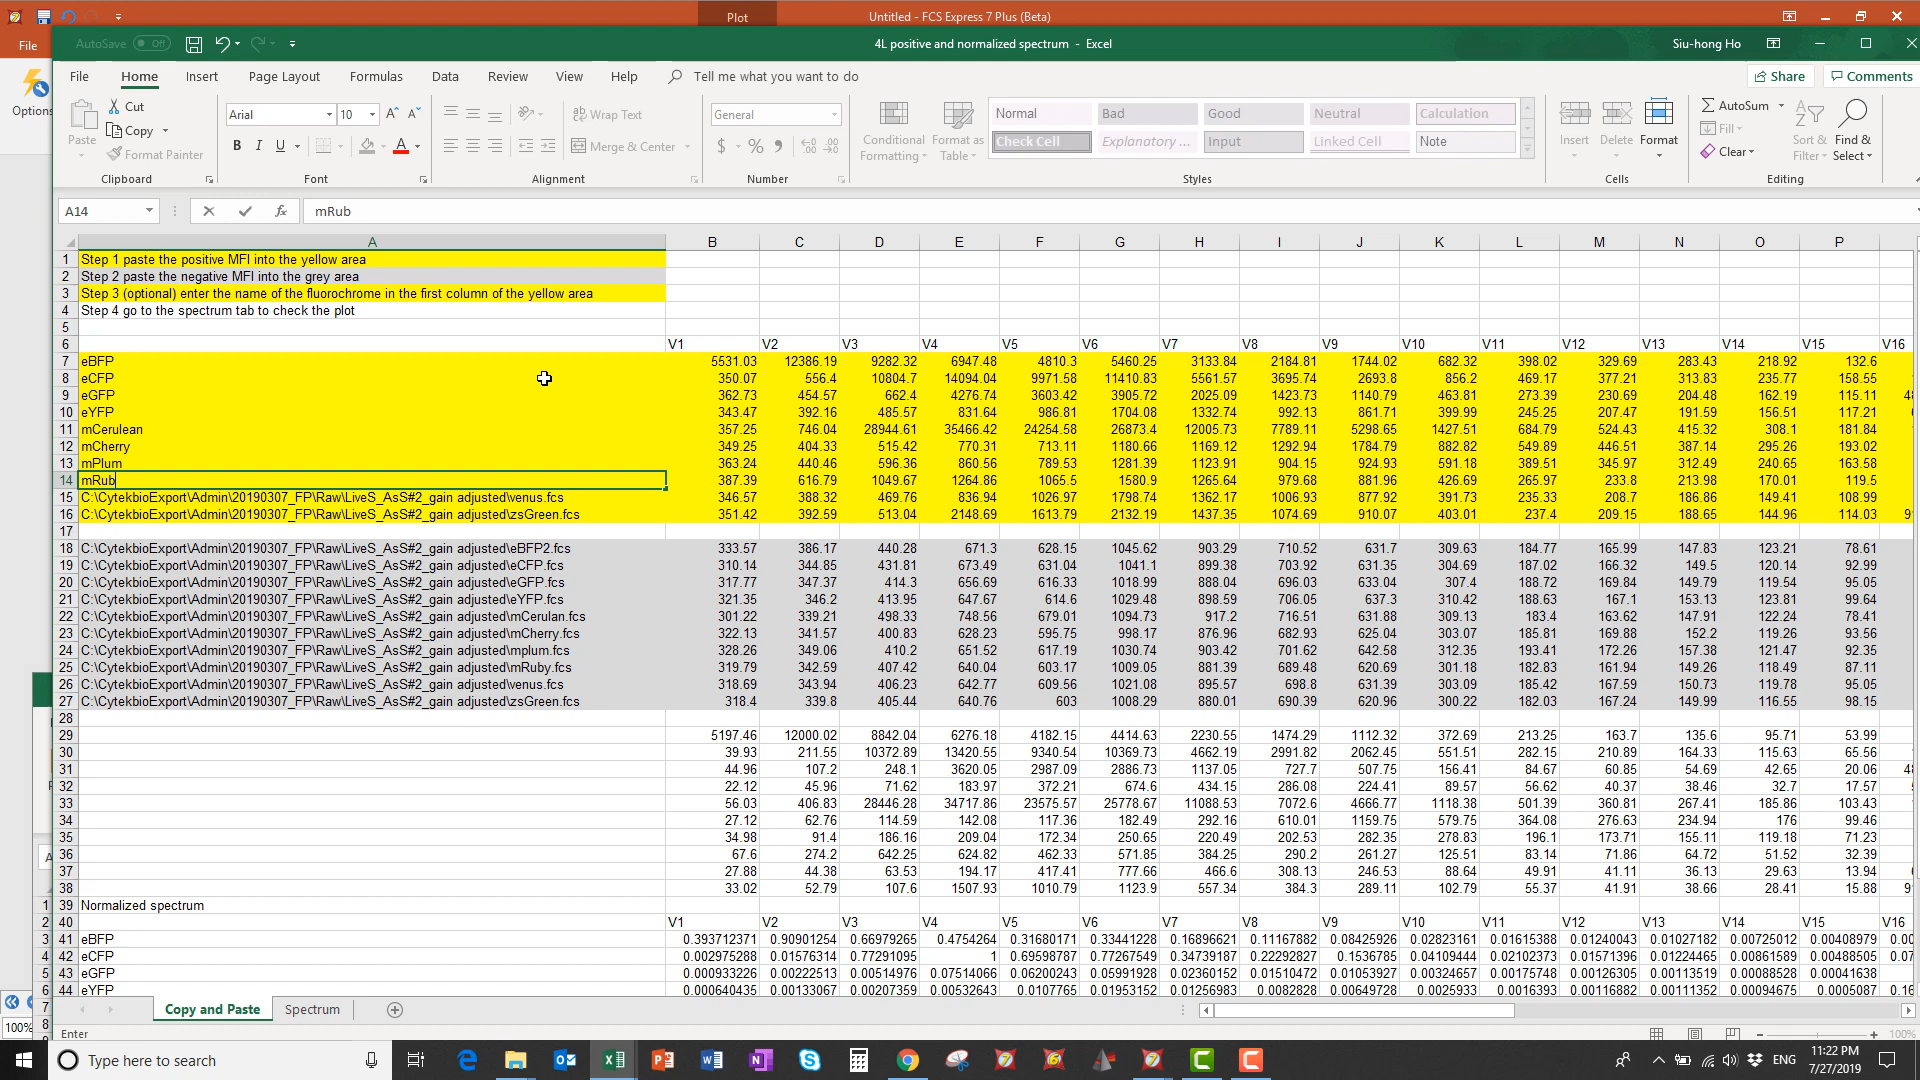 Plot
Untitled - FCS Express 7 Plus (Beta)
File
Options
AutoSave Off
4L positive and normalized spectrum - Excel
Siu-hong Ho
File Home Insert Page Layout Formulas Data Review View Help Tell me what you want to do
Share Comments
Paste
Cut
Copy
Format Painter
Arial 10
B I U
Wrap Text
Merge & Center
General
$ %
Conditional Formatting
Format as Table
Normal Bad Good Neutral Calculation
Check Cell Explanatory ... Input Linked Cell Note
Insert Delete Format
AutoSum
Fill
Clear
Sort & Filter
Find & Select
Clipboard Font Alignment Number Styles Cells Editing
A14 fx mRub
A B C D E F G H I J K L M N O P
1 Step 1 paste the positive MFI into the yellow area
2 Step 2 paste the negative MFI into the grey area
3 Step 3 (optional) enter the name of the fluorochrome in the first column of the yellow area
4 Step 4 go to the spectrum tab to check the plot
5
6 V1 V2 V3 V4 V5 V6 V7 V8 V9 V10 V11 V12 V13 V14 V15 V16
7 eBFP 5531.03 12386.19 9282.32 6947.48 4810.3 5460.25 3133.84 2184.81 1744.02 682.32 398.02 329.69 283.43 218.92 132.6
8 eCFP 350.07 556.4 10804.7 14094.04 9971.58 11410.83 5561.57 3695.74 2693.8 856.2 469.17 377.21 313.83 235.77 158.55
9 eGFP 362.73 454.57 662.4 4276.74 3603.42 3905.72 2025.09 1423.73 1140.79 463.81 273.39 230.69 204.48 162.19 115.11
10 eYFP 343.47 392.16 485.57 831.64 986.81 1704.08 1332.74 992.13 861.71 399.99 245.25 207.47 191.59 156.51 117.21
11 mCerulean 357.25 746.04 28944.61 35466.42 24254.58 26873.4 12005.73 7789.11 5298.65 1427.51 684.79 524.43 415.32 308.1 181.84
12 mCherry 349.25 404.33 515.42 770.31 713.11 1180.66 1169.12 1292.94 1784.79 882.82 549.89 446.51 387.14 295.26 193.02
13 mPlum 363.24 440.46 596.36 860.56 789.53 1281.39 1123.91 904.15 924.93 591.18 389.51 345.97 312.49 240.65 163.58
14 mRub 387.39 616.79 1049.67 1264.86 1065.5 1580.9 1265.64 979.68 881.96 426.69 265.97 233.8 213.98 170.01 119.5
15 C:\CytekbioExport\Admin\20190307_FP\Raw\LiveS_AsS#2_gain adjusted\venus.fcs 346.57 388.32 469.76 836.94 1026.97 1798.74 1362.17 1006.93 877.92 391.73 235.33 208.7 186.86 149.41 108.99
16 C:\CytekbioExport\Admin\20190307_FP\Raw\LiveS_AsS#2_gain adjusted\zsGreen.fcs 351.42 392.59 513.04 2148.69 1613.79 2132.19 1437.35 1074.69 910.07 403.01 237.4 209.15 188.65 144.96 114.03
17
18 C:\CytekbioExport\Admin\20190307_FP\Raw\LiveS_AsS#2_gain adjusted\eBFP2.fcs 333.57 386.17 440.28 671.3 628.15 1045.62 903.29 710.52 631.7 309.63 184.77 165.99 147.83 123.21 78.61
19 C:\CytekbioExport\Admin\20190307_FP\Raw\LiveS_AsS#2_gain adjusted\eCFP.fcs 310.14 344.85 431.81 673.49 631.04 1041.1 899.38 703.92 631.35 304.69 187.02 166.32 149.5 120.14 92.99
20 C:\CytekbioExport\Admin\20190307_FP\Raw\LiveS_AsS#2_gain adjusted\eGFP.fcs 317.77 347.37 414.3 656.69 616.33 1018.99 888.04 696.03 633.04 307.4 188.72 169.84 149.79 119.54 95.05
21 C:\CytekbioExport\Admin\20190307_FP\Raw\LiveS_AsS#2_gain adjusted\eYFP.fcs 321.35 346.2 413.95 647.67 614.6 1029.48 898.59 706.05 637.3 310.42 188.63 167.1 153.13 123.81 99.64
22 C:\CytekbioExport\Admin\20190307_FP\Raw\LiveS_AsS#2_gain adjusted\mCerulan.fcs 301.22 339.21 498.33 748.56 679.01 1094.73 917.2 716.51 631.88 309.13 183.4 163.62 147.91 122.24 78.41
23 C:\CytekbioExport\Admin\20190307_FP\Raw\LiveS_AsS#2_gain adjusted\mCherry.fcs 322.13 341.57 400.83 628.23 595.75 998.17 876.96 682.93 625.04 303.07 185.81 169.88 152.2 119.26 93.56
24 C:\CytekbioExport\Admin\20190307_FP\Raw\LiveS_AsS#2_gain adjusted\mplum.fcs 328.26 349.06 410.2 651.52 617.19 1030.74 903.42 701.62 642.58 312.35 193.41 172.26 157.38 121.47 92.35
25 C:\CytekbioExport\Admin\20190307_FP\Raw\LiveS_AsS#2_gain adjusted\mRuby.fcs 319.79 342.59 407.42 640.04 603.17 1009.05 881.39 689.48 620.69 301.18 182.83 161.94 149.26 118.49 87.11
26 C:\CytekbioExport\Admin\20190307_FP\Raw\LiveS_AsS#2_gain adjusted\venus.fcs 318.69 343.94 406.23 642.77 609.56 1021.08 895.57 698.8 631.39 303.09 185.42 167.59 150.73 119.78 95.05
27 C:\CytekbioExport\Admin\20190307_FP\Raw\LiveS_AsS#2_gain adjusted\zsGreen.fcs 318.4 339.8 405.44 640.76 603 1008.29 880.01 690.39 620.96 300.22 182.03 167.24 149.99 116.55 98.15
28
29 5197.46 12000.02 8842.04 6276.18 4182.15 4414.63 2230.55 1474.29 1112.32 372.69 213.25 163.7 135.6 95.71 53.99
30 39.93 211.55 10372.89 13420.55 9340.54 10369.73 4662.19 2991.82 2062.45 551.51 282.15 210.89 164.33 115.63 65.56
31 44.96 107.2 248.1 3620.05 2987.09 2886.73 1137.05 727.7 507.75 156.41 84.67 60.85 54.69 42.65 20.06
32 22.12 45.96 71.62 183.97 372.21 674.6 434.15 286.08 224.41 89.57 56.62 40.37 38.46 32.7 17.57
33 56.03 406.83 28446.28 34717.86 23575.57 25778.67 11088.53 7072.6 4666.77 1118.38 501.39 360.81 267.41 185.86 103.43
34 27.12 62.76 114.59 142.08 117.36 182.49 292.16 610.01 1159.75 579.75 364.08 276.63 234.94 176 99.46
35 34.98 91.4 186.16 209.04 172.34 250.65 220.49 202.53 282.35 278.83 196.1 173.71 155.11 119.18 71.23
36 67.6 274.2 642.25 624.82 462.33 571.85 384.25 290.2 261.27 125.51 83.14 71.86 64.72 51.52 32.39
37 27.88 44.38 63.53 194.17 417.41 777.66 466.6 308.13 246.53 88.64 49.91 41.11 36.13 29.63 13.94
38 33.02 52.79 107.6 1507.93 1010.79 1123.9 557.34 384.3 289.11 102.79 55.37 41.91 38.66 28.41 15.88
39 Normalized spectrum
40 V1 V2 V3 V4 V5 V6 V7 V8 V9 V10 V11 V12 V13 V14 V15 V16
41 eBFP 0.393712371 0.90901254 0.66979265 0.4754264 0.31680171 0.33441228 0.16896621 0.11167882 0.08425926 0.02823161 0.01615388 0.01240043 0.01027182 0.00725012 0.00408979
42 eCFP 0.002975288 0.01576314 0.77291095 1 0.69598787 0.77267549 0.34739187 0.22292827 0.1536785 0.04109444 0.02102373 0.01571396 0.01224465 0.00861589 0.00488505
43 eGFP 0.000933226 0.00222513 0.00514976 0.07514066 0.06200243 0.05991928 0.02360152 0.01510472 0.01053927 0.00324657 0.00175748 0.00126305 0.00113519 0.00088528 0.00041638
44 eYFP 0.000640435 0.00133067 0.00207359 0.00532643 0.0107765 0.01953152 0.01256983 0.0082828 0.00649728 0.0025933 0.0016393 0.00116882 0.00111352 0.00094675 0.0005087
Copy and Paste Spectrum
Enter 100%
100%
Type here to search
ENG
11:22 PM
7/27/2019